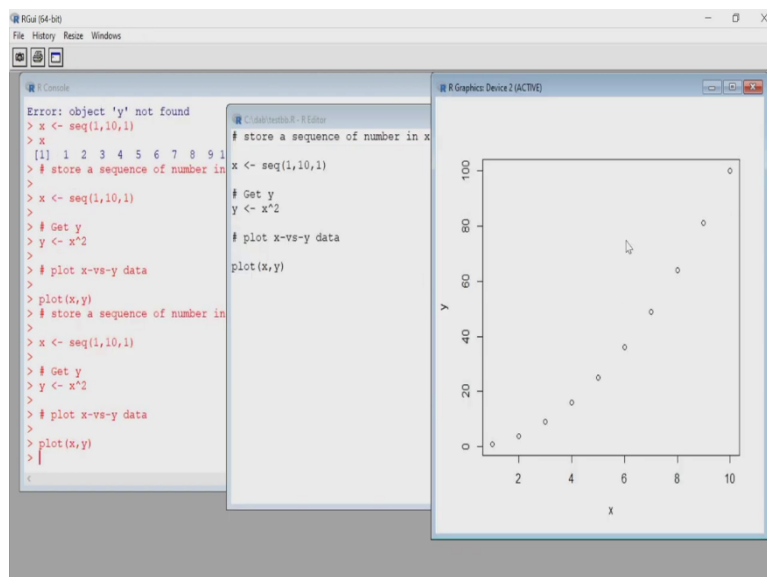 RGui (64-bit)
File History Resize Windows
R Console
Error: object 'y' not found
> x <- seq(1,10,1)
> x
[1] 1 2 3 4 5 6 7 8 9 1
> # store a sequence of number in
>
> x <- seq(1,10,1)
>
> # Get y
> y <- x^2
>
> # plot x-vs-y data
>
> plot(x,y)
> # store a sequence of number in
>
> x <- seq(1,10,1)
>
> # Get y
> y <- x^2
>
> # plot x-vs-y data
>
> plot(x,y)
>
R Editor
# store a sequence of number in x
x <- seq(1,10,1)
# Get y
y <- x^2
# plot x-vs-y data
plot(x,y)
R Graphics: Device 2 (ACTIVE)
100
80
60
40
20
0
y
2 4 6 8 10
x